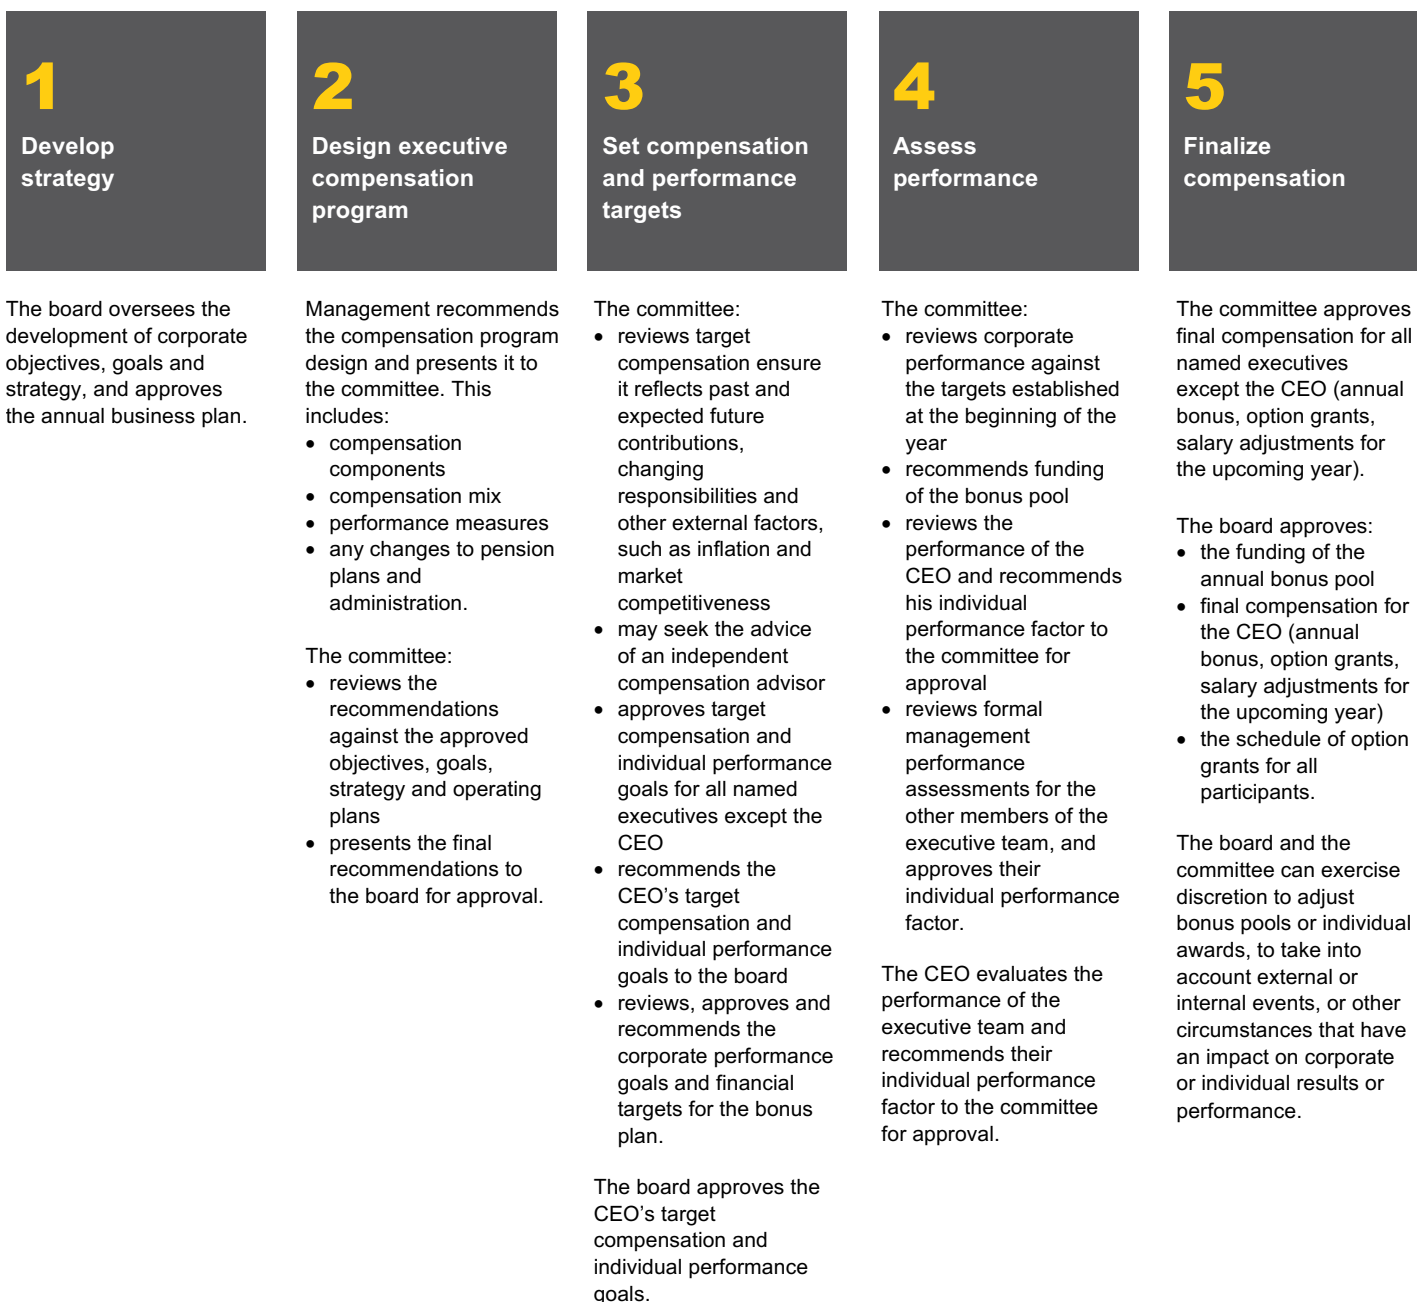 1
Develop
strategy
The board oversees the
development of corporate
objectives, goals and
strategy, and approves
the annual business plan.
2
Design executive
compensation
program
Management recommends
the compensation program
design and presents it to
the committee. This
includes:
• compensation
components
• compensation mix
• performance measures
• any changes to pension
plans and
administration.
The committee:
• reviews the
recommendations
against the approved
objectives, goals,
strategy and operating
plans
• presents the final
recommendations to
the board for approval.
3
Set compensation
and performance
targets
The committee:
• reviews target
compensation ensure
it reflects past and
expected future
contributions,
changing
responsibilities and
other external factors,
such as inflation and
market
competitiveness
• may seek the advice
of an independent
compensation advisor
• approves target
compensation and
individual performance
goals for all named
executives except the
CEO
• recommends the
CEO’s target
compensation and
individual performance
goals to the board
• reviews, approves and
recommends the
corporate performance
goals and financial
targets for the bonus
plan.
The board approves the
CEO’s target
compensation and
individual performance
goals.
4
Assess
performance
The committee:
• reviews corporate
performance against
the targets established
at the beginning of the
year
• recommends funding
of the bonus pool
• reviews the
performance of the
CEO and recommends
his individual
performance factor to
the committee for
approval
• reviews formal
management
performance
assessments for the
other members of the
executive team, and
approves their
individual performance
factor.
The CEO evaluates the
performance of the
executive team and
recommends their
individual performance
factor to the committee
for approval.
5
Finalize
compensation
The committee approves
final compensation for all
named executives
except the CEO (annual
bonus, option grants,
salary adjustments for
the upcoming year).
The board approves:
• the funding of the
annual bonus pool
• final compensation for
the CEO (annual
bonus, option grants,
salary adjustments for
the upcoming year)
• the schedule of option
grants for all
participants.
The board and the
committee can exercise
discretion to adjust
bonus pools or individual
awards, to take into
account external or
internal events, or other
circumstances that have
an impact on corporate
or individual results or
performance.